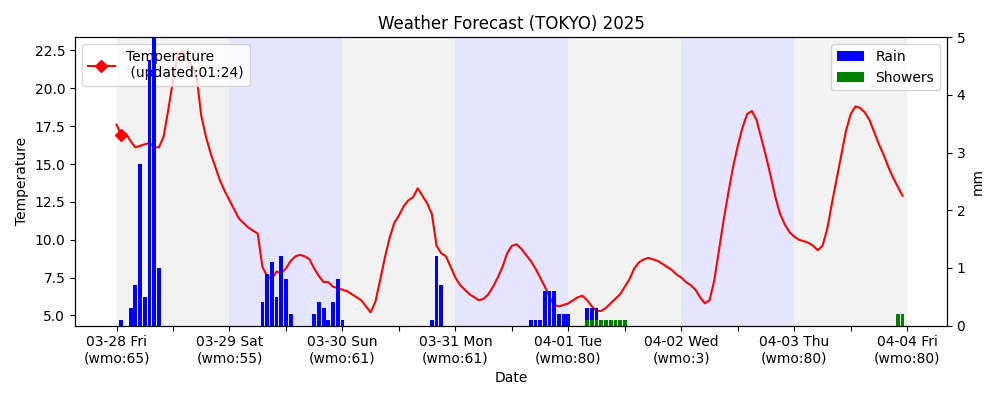 Weather Forecast (TOKYO) 2025
Temperature
(updated:01:24)
Rain
Showers
22.5
20.0
17.5
15.0
12.5
10.0
7.5
5.0
Temperature
5
4
3
2
1
0
mm
03-28 Fri
(wmo:65)
03-29 Sat
(wmo:55)
03-30 Sun
(wmo:61)
03-31 Mon
(wmo:61)
04-01 Tue
(wmo:80)
04-02 Wed
(wmo:3)
04-03 Thu
(wmo:80)
04-04 Fri
(wmo:80)
Date